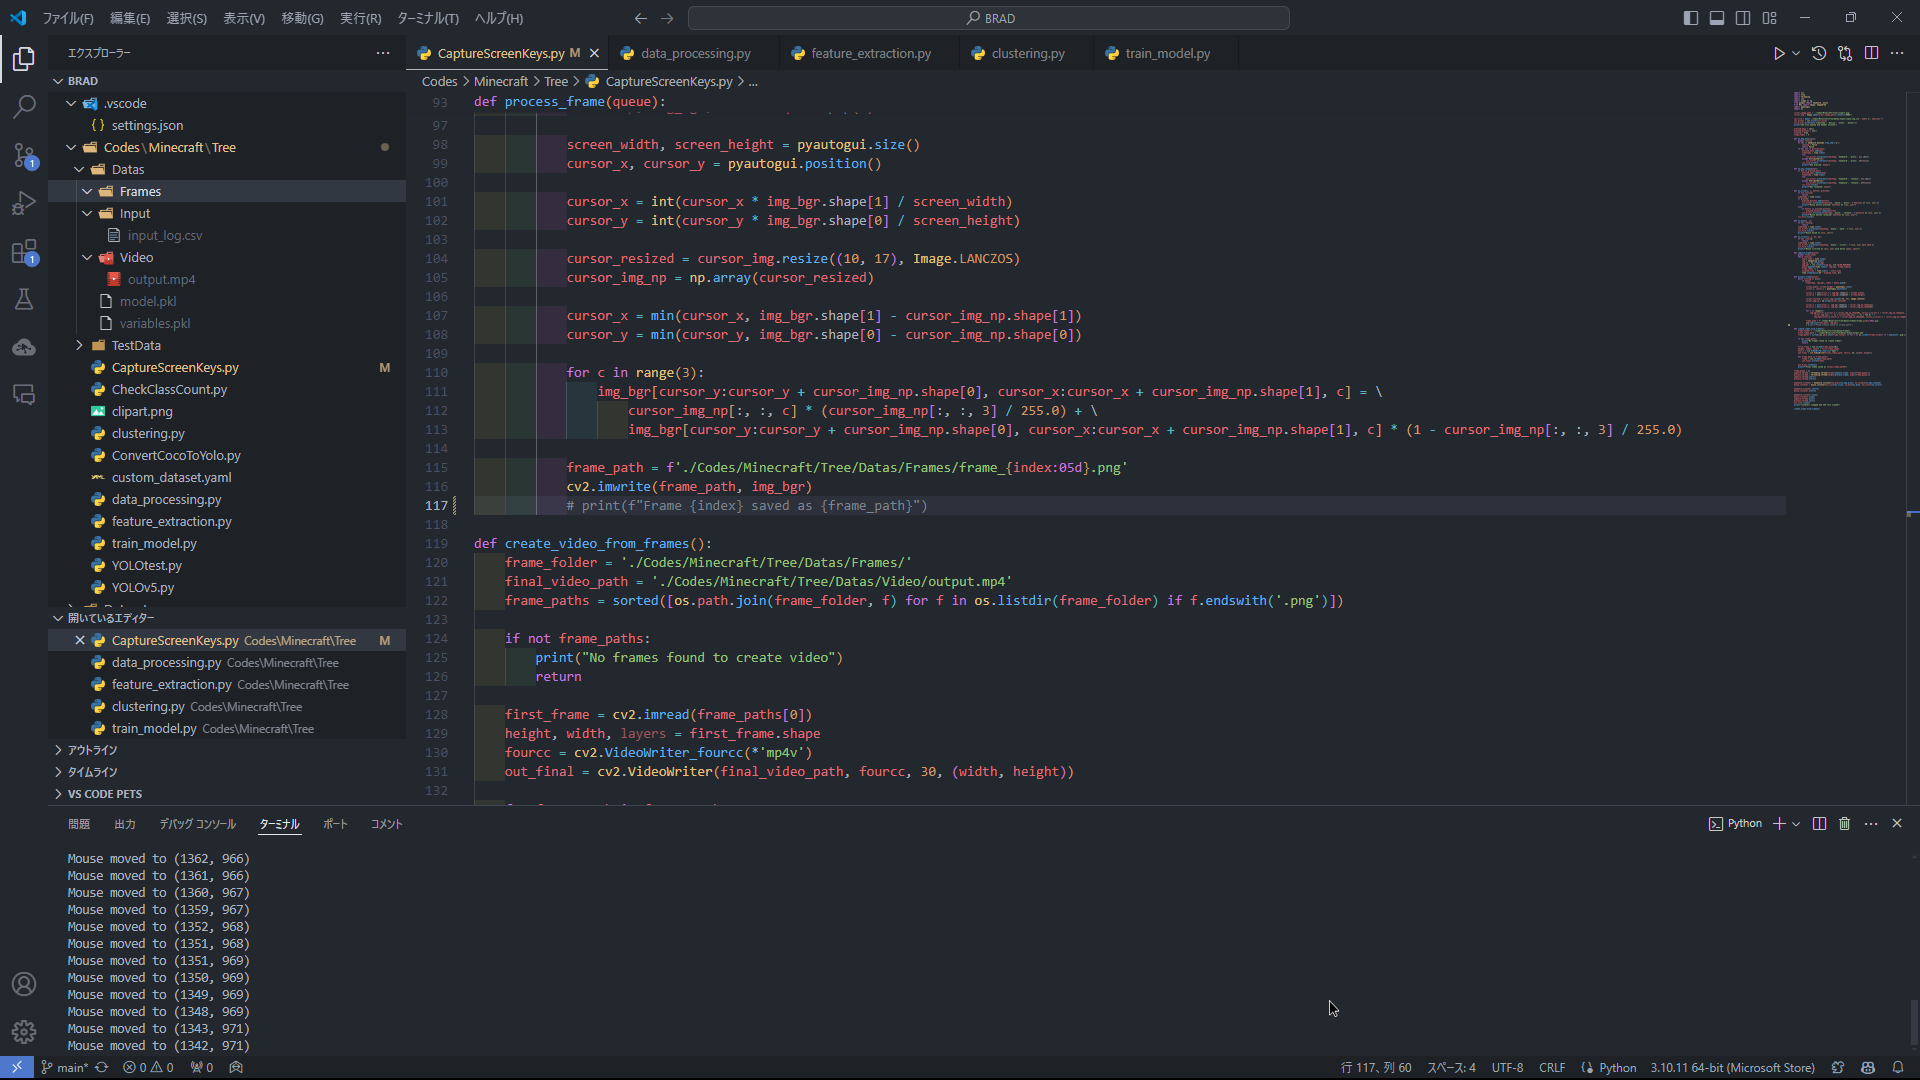 ファイル(F) 編集(E) 選択(S) 表示(V) 移動(G) 実行(R) ターミナル(T) ヘルプ(H)
BRAD
エクスプローラー
BRAD
.vscode
settings.json
Codes\Minecraft\Tree
Datas
Frames
Input
input_log.csv
Video
output.mp4
model.pkl
variables.pkl
TestData
CaptureScreenKeys.py M
CheckClassCount.py
clipart.png
clustering.py
ConvertCocoToYolo.py
custom_dataset.yaml
data_processing.py
feature_extraction.py
train_model.py
YOLOtest.py
YOLOv5.py
開いているエディター
CaptureScreenKeys.py Codes\Minecraft\Tree M
data_processing.py Codes\Minecraft\Tree
feature_extraction.py Codes\Minecraft\Tree
clustering.py Codes\Minecraft\Tree
train_model.py Codes\Minecraft\Tree
アウトライン
タイムライン
VS CODE PETS
1
1
CaptureScreenKeys.py M data_processing.py feature_extraction.py clustering.py train_model.py
Codes > Minecraft > Tree > CaptureScreenKeys.py > ...
93 def process_frame(queue):
97
98 screen_width, screen_height = pyautogui.size()
99 cursor_x, cursor_y = pyautogui.position()
100
101 cursor_x = int(cursor_x * img_bgr.shape[1] / screen_width)
102 cursor_y = int(cursor_y * img_bgr.shape[0] / screen_height)
103
104 cursor_resized = cursor_img.resize((10, 17), Image.LANCZOS)
105 cursor_img_np = np.array(cursor_resized)
106
107 cursor_x = min(cursor_x, img_bgr.shape[1] - cursor_img_np.shape[1])
108 cursor_y = min(cursor_y, img_bgr.shape[0] - cursor_img_np.shape[0])
109
110 for c in range(3):
111 img_bgr[cursor_y:cursor_y + cursor_img_np.shape[0], cursor_x:cursor_x + cursor_img_np.shape[1], c] = \
112 cursor_img_np[:, :, c] * (cursor_img_np[:, :, 3] / 255.0) + \
113 img_bgr[cursor_y:cursor_y + cursor_img_np.shape[0], cursor_x:cursor_x + cursor_img_np.shape[1], c] * (1 - cursor_img_np[:, :, 3] / 255.0)
114
115 frame_path = f'./Codes/Minecraft/Tree/Datas/Frames/frame_{index:05d}.png'
116 cv2.imwrite(frame_path, img_bgr)
117 # print(f"Frame {index} saved as {frame_path}")
118
119 def create_video_from_frames():
120 frame_folder = './Codes/Minecraft/Tree/Datas/Frames/'
121 final_video_path = './Codes/Minecraft/Tree/Datas/Video/output.mp4'
122 frame_paths = sorted([os.path.join(frame_folder, f) for f in os.listdir(frame_folder) if f.endswith('.png')])
123
124 if not frame_paths:
125 print("No frames found to create video")
126 return
127
128 first_frame = cv2.imread(frame_paths[0])
129 height, width, layers = first_frame.shape
130 fourcc = cv2.VideoWriter_fourcc(*'mp4v')
131 out_final = cv2.VideoWriter(final_video_path, fourcc, 30, (width, height))
132
問題 出力 デバッグ コンソール ターミナル ポート コメント
Python
Mouse moved to (1362, 966)
Mouse moved to (1361, 966)
Mouse moved to (1360, 967)
Mouse moved to (1359, 967)
Mouse moved to (1352, 968)
Mouse moved to (1351, 968)
Mouse moved to (1351, 969)
Mouse moved to (1350, 969)
Mouse moved to (1349, 969)
Mouse moved to (1348, 969)
Mouse moved to (1343, 971)
Mouse moved to (1342, 971)
main* 0 0 0 行 117、列 60 スペース: 4 UTF-8 CRLF Python 3.10.11 64-bit (Microsoft Store)